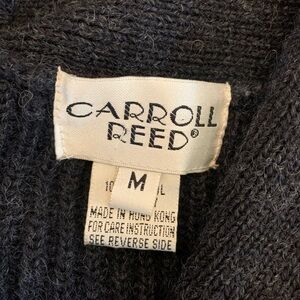 CARROLL
REED®
M
MADE IN HONG KONG
FOR CARE INSTRUCTION
SEE REVERSE SIDE